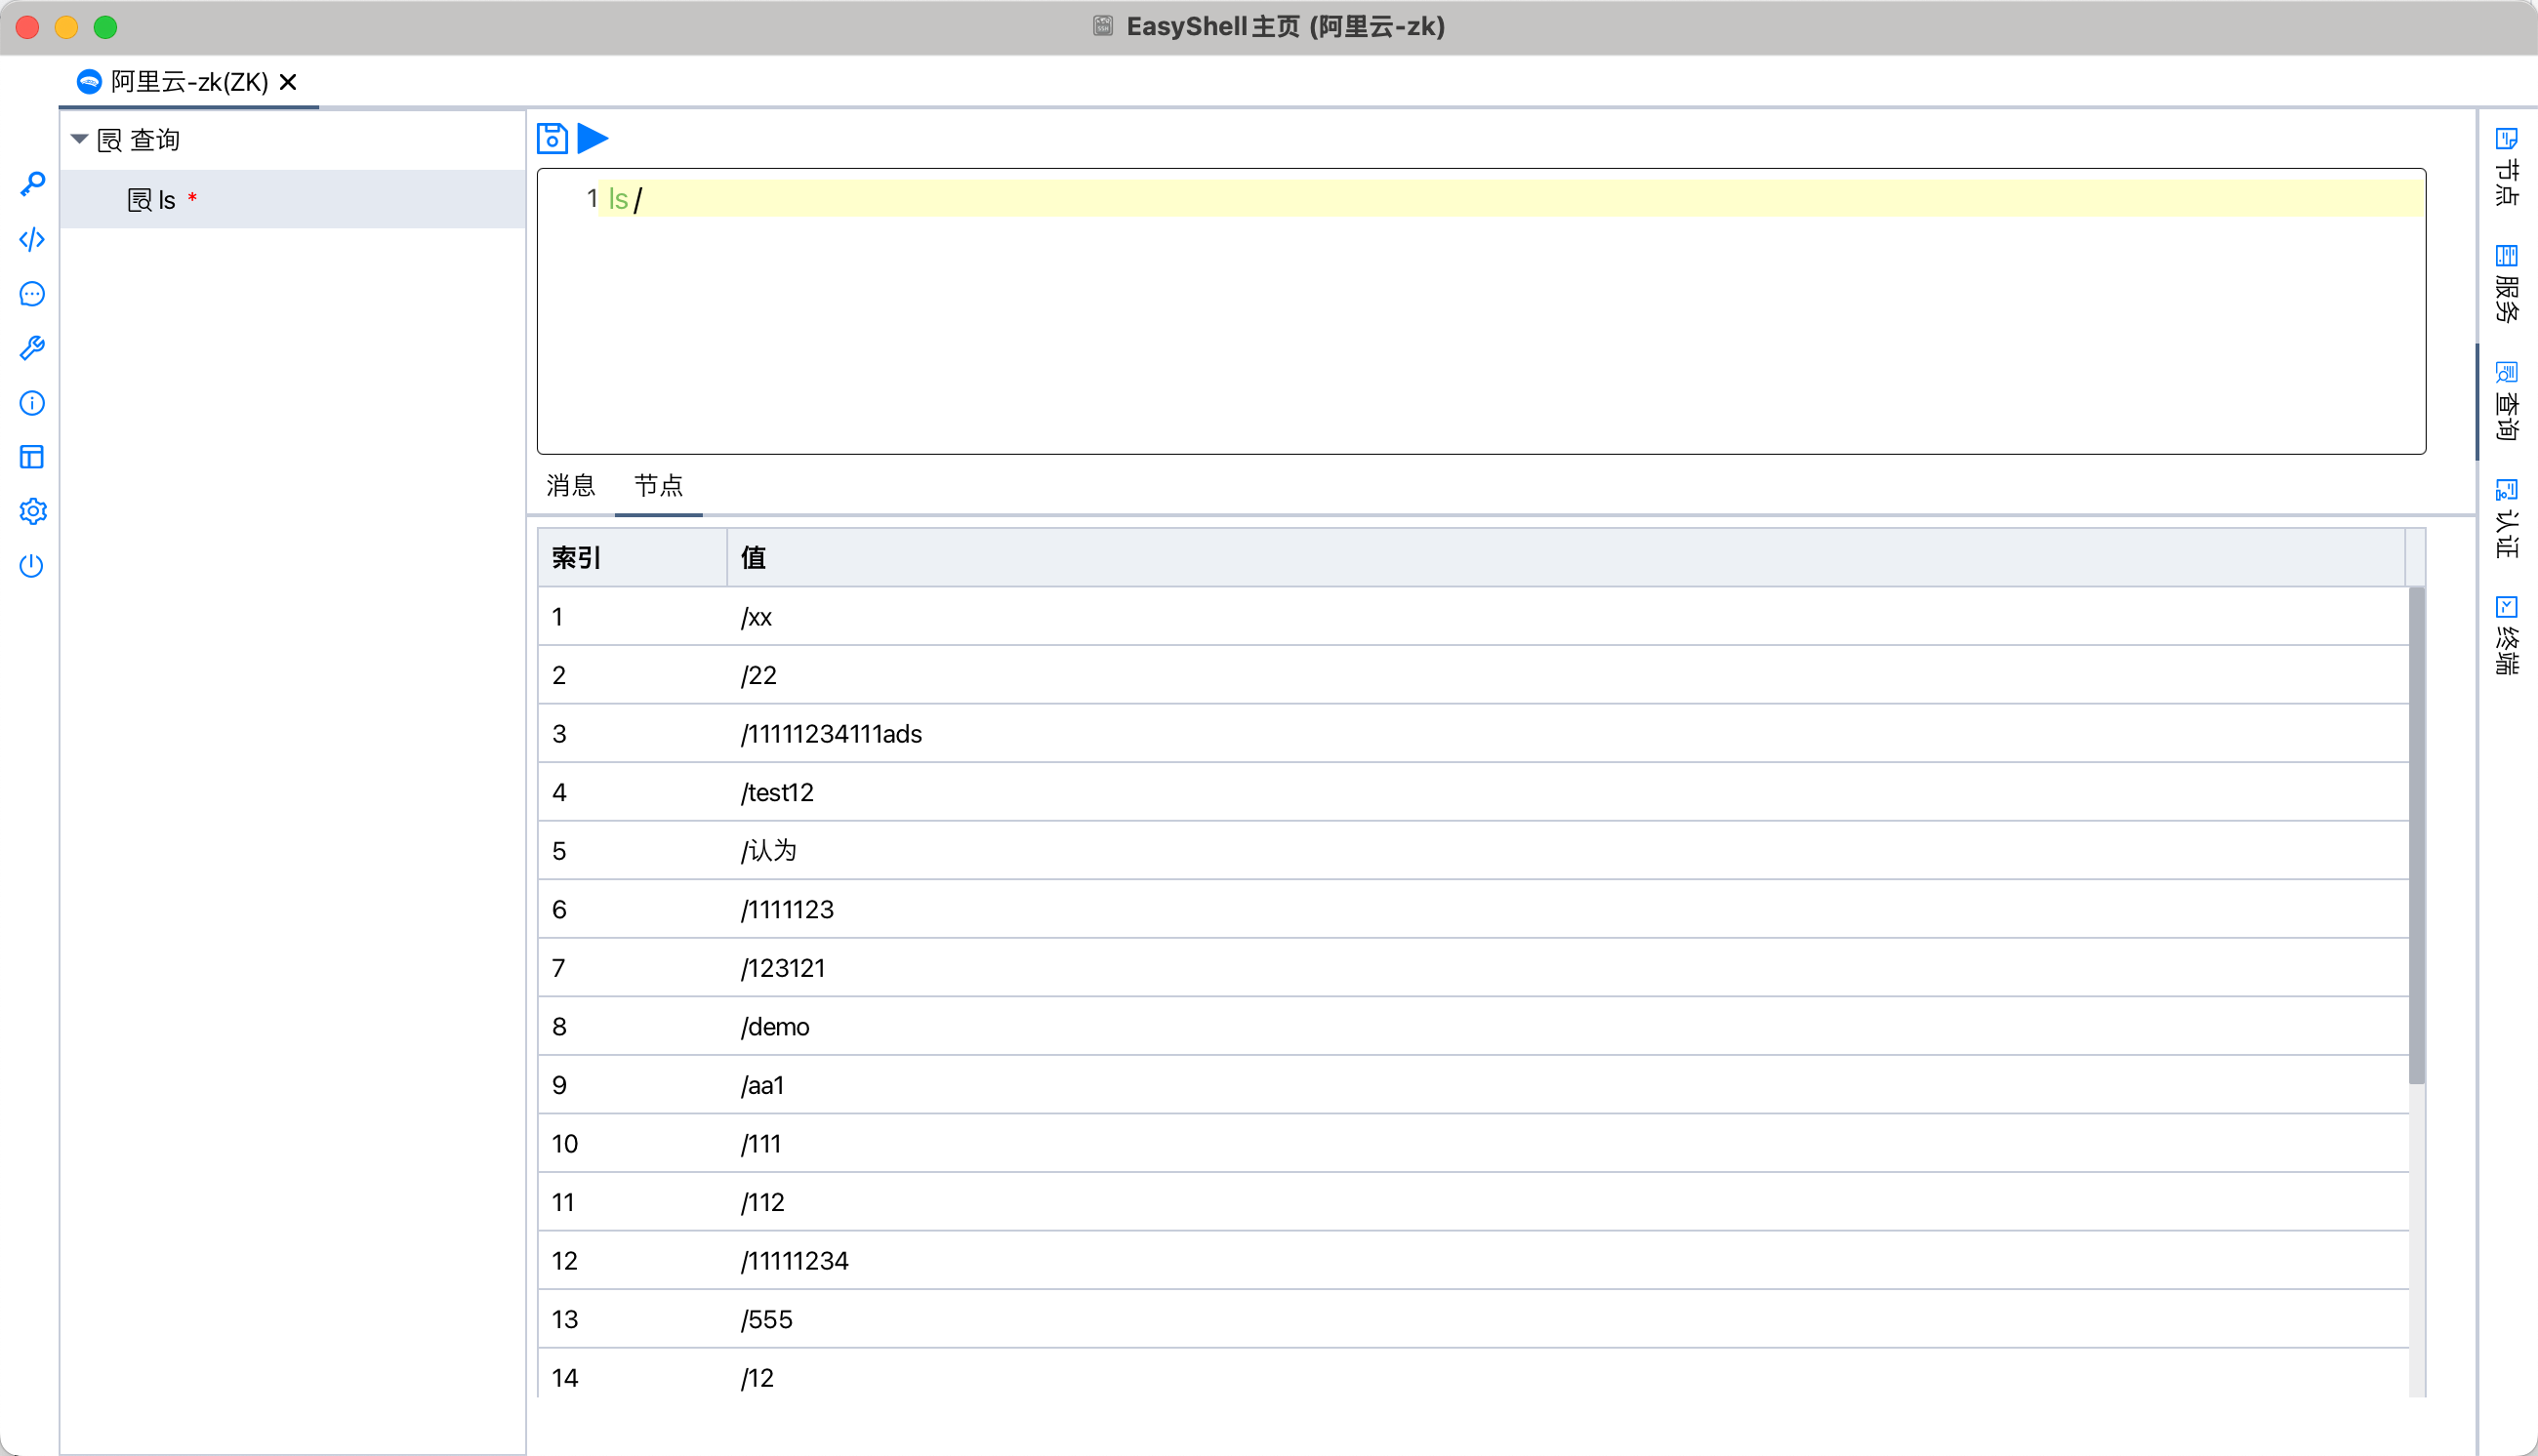 EasyShell主页 (阿里云-zk)
阿里云-zk(ZK)
查询
ls *
1 ls /
消息 节点
索引 值
1 /xx
2 /22
3 /11111234111ads
4 /test12
5 /认为
6 /1111123
7 /123121
8 /demo
9 /aa1
10 /111
11 /112
12 /11111234
13 /555
14 /12
节点
服务
查询
认证
终端